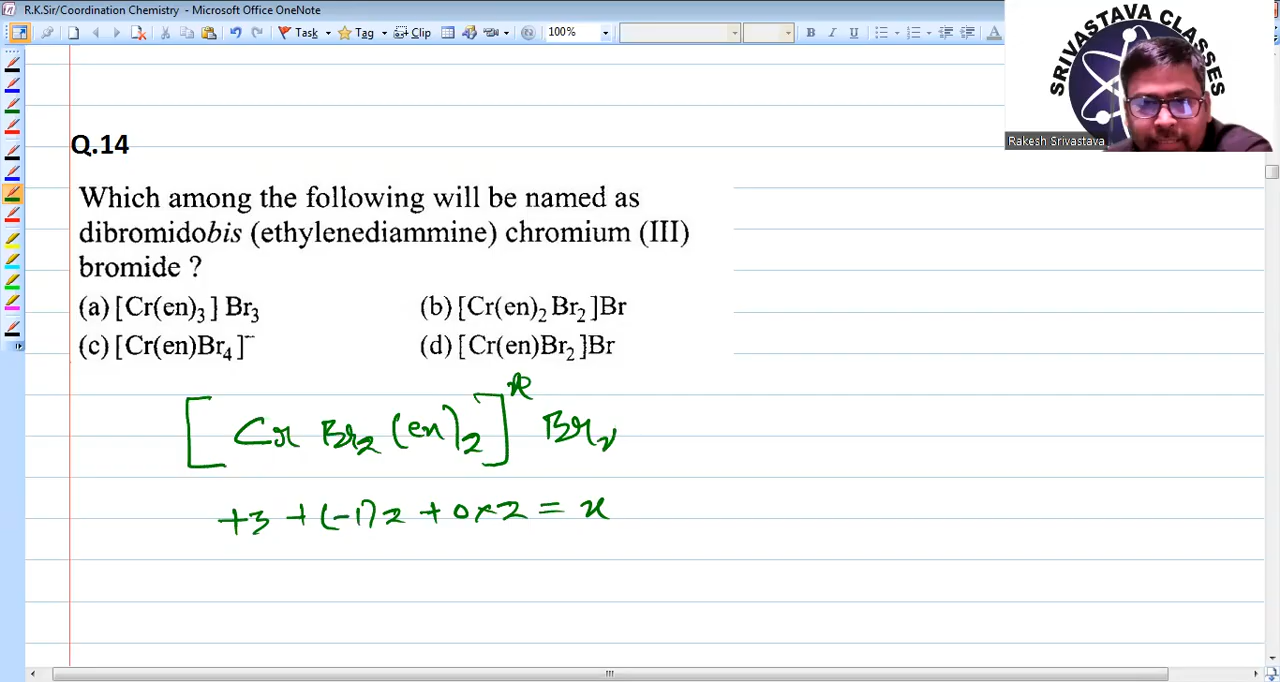 R.K.Sir/Coordination Chemistry - Microsoft Office OneNote
Task Tag Clip 100% B I U A
SRIVASTAVA CLASSES
Rakesh Srivastava
Q.14
Which among the following will be named as
dibromidobis (ethylenediammine) chromium (III)
bromide ?
(a) [Cr(en)₃] Br₃ (b) [Cr(en)₂ Br₂]Br
(c) [Cr(en)Br₄]⁻ (d) [Cr(en)Br₂]Br
[Cr Br₂ (en)₂]ˣ Br
+3 + (-1)2 + 0×2 = x